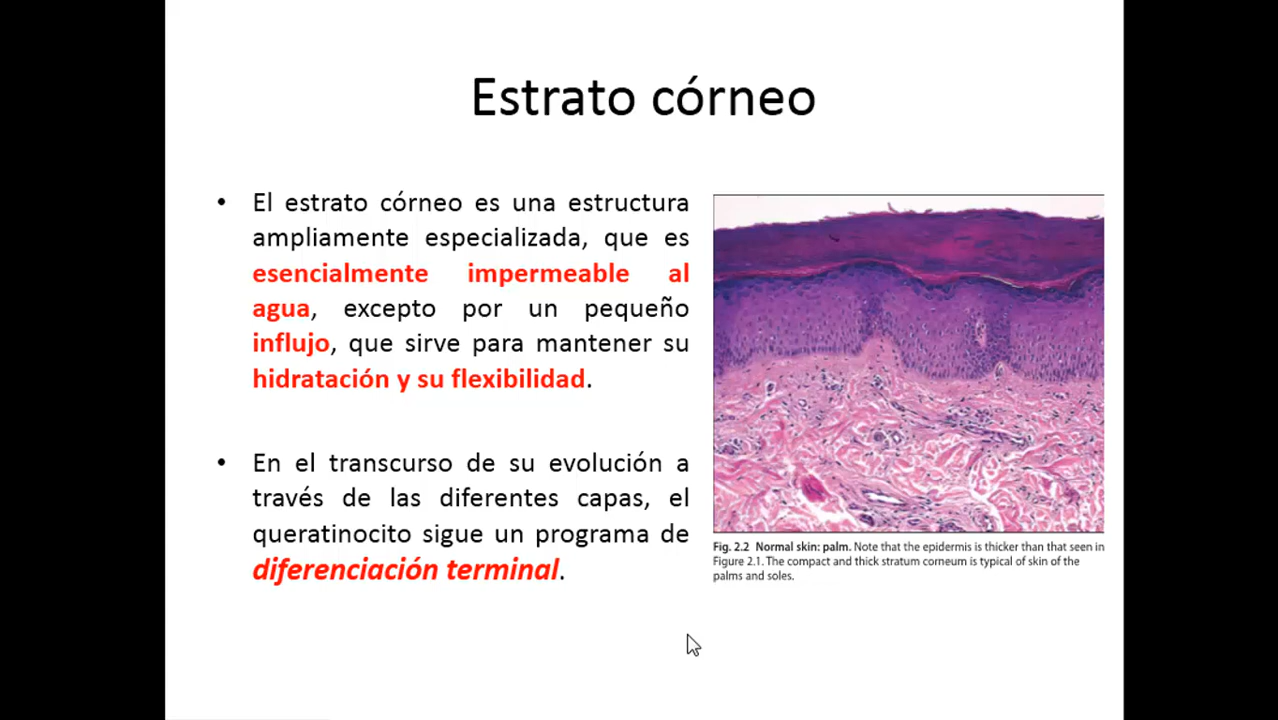 Estrato córneo
• El estrato córneo es una estructura
ampliamente especializada, que es
esencialmente impermeable al
agua, excepto por un pequeño
influjo, que sirve para mantener su
hidratación y su flexibilidad.
• En el transcurso de su evolución a
través de las diferentes capas, el
queratinocito sigue un programa de
diferenciación terminal.
Fig. 2.2 Normal skin: palm. Note that the epidermis is thicker than that seen in
Figure 2.1. The compact and thick stratum corneum is typical of skin of the
palms and soles.